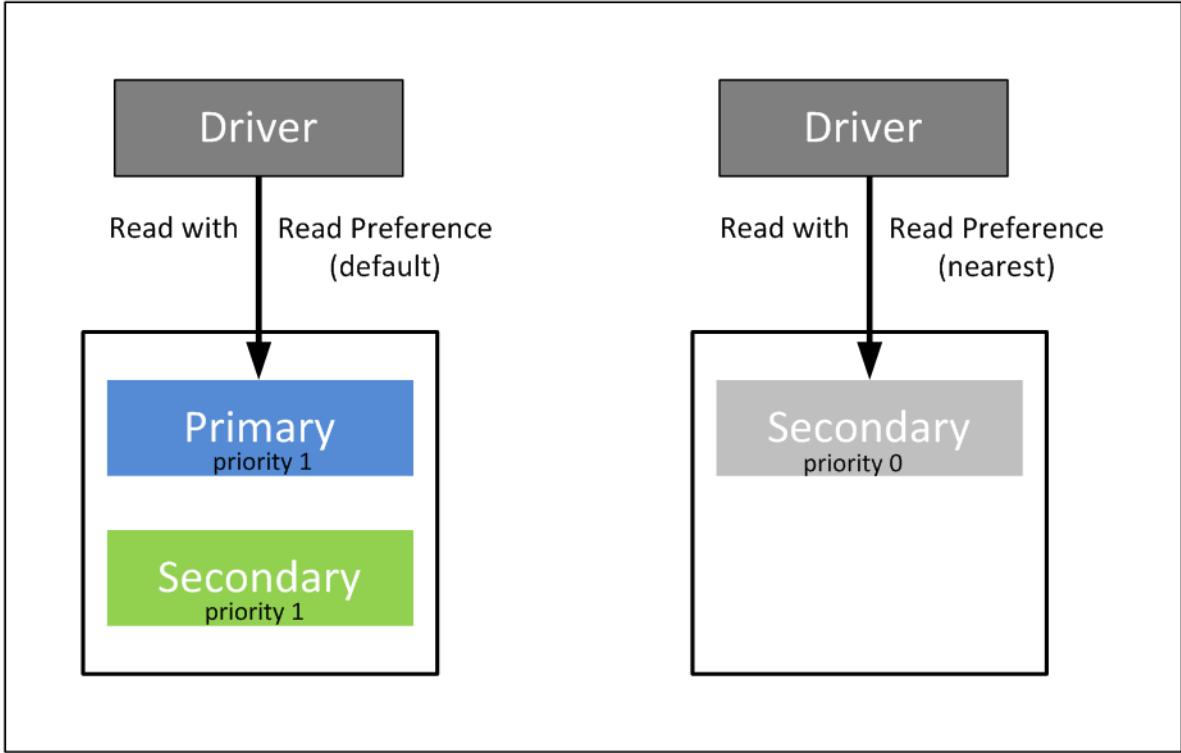 Driver
Read with
Read Preference
(default)
Primary
priority 1
Secondary
priority 1
Driver
Read with
Read Preference
(nearest)
Secondary
priority 0